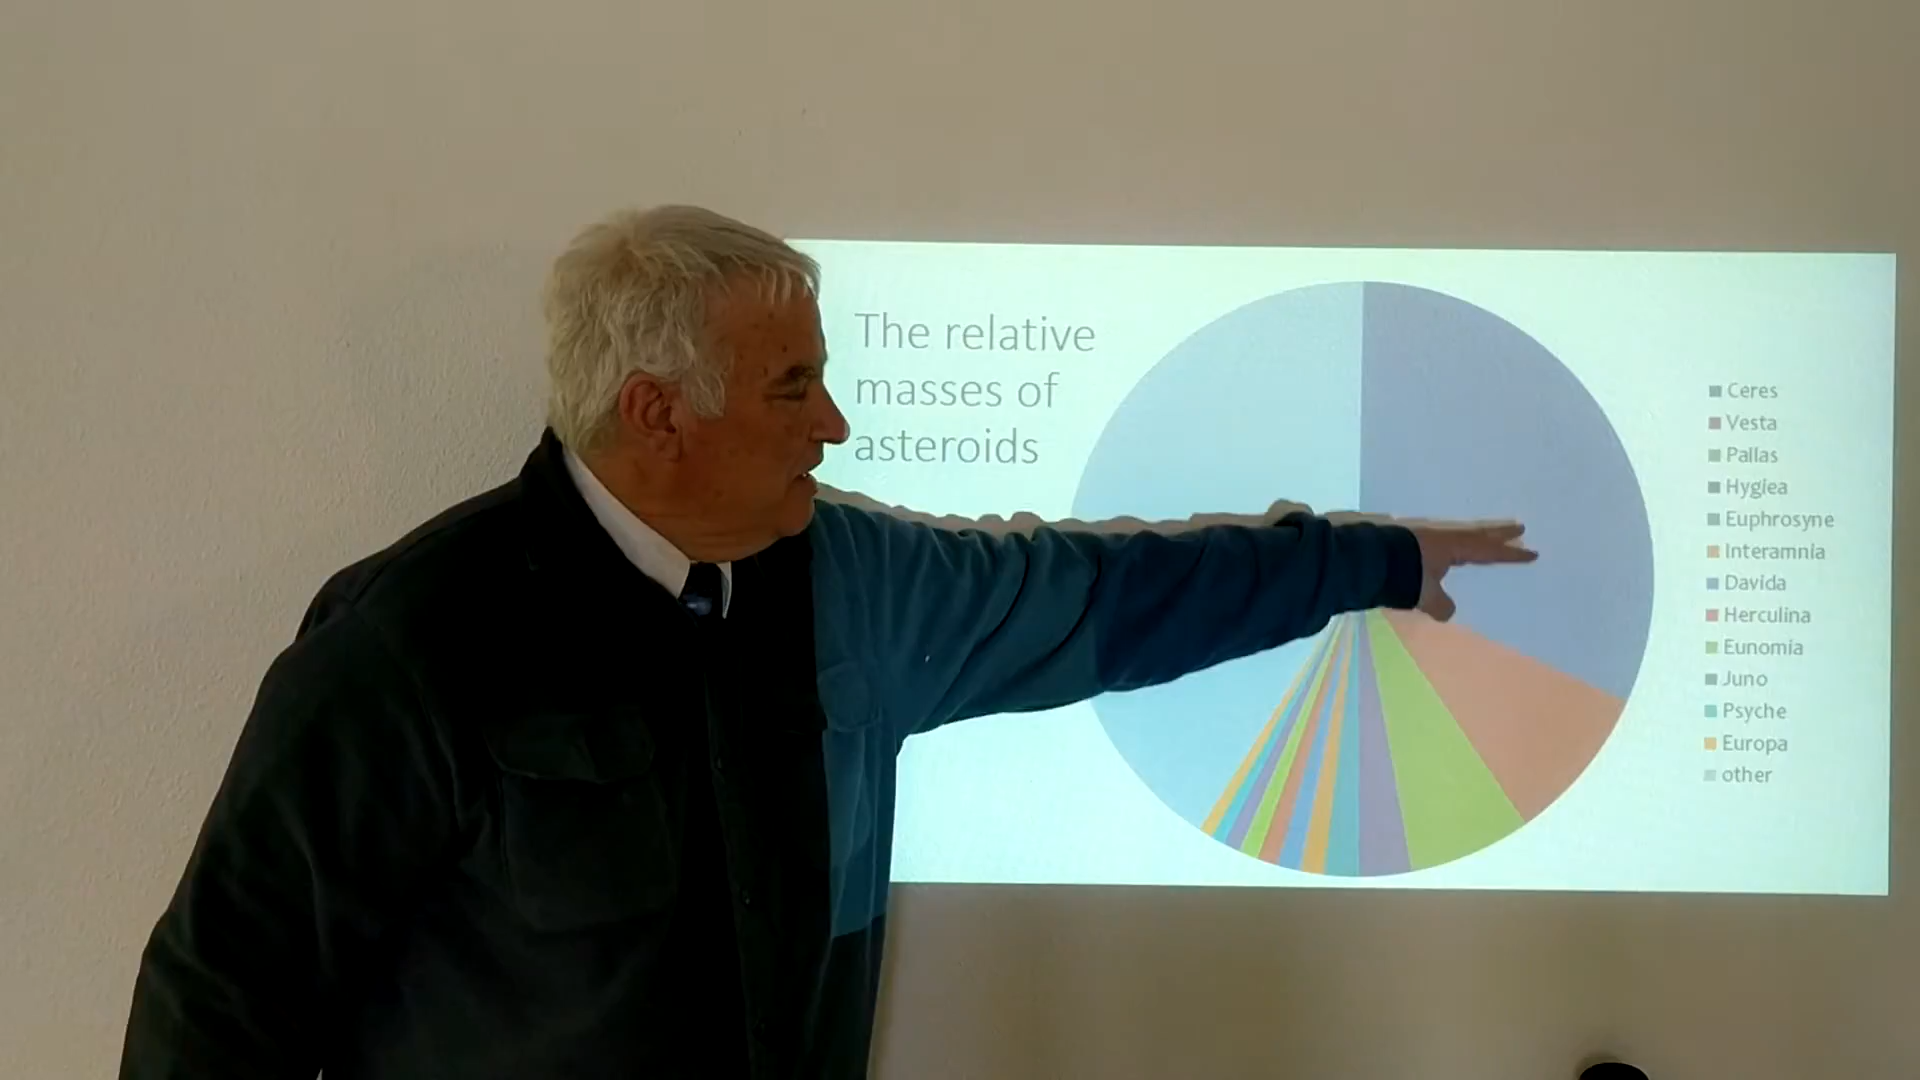 The relative
masses of
asteroids
Ceres
Vesta
Pallas
Hygiea
Euphrosyne
Interamnia
Davida
Herculina
Eunomia
Juno
Psyche
Europa
other